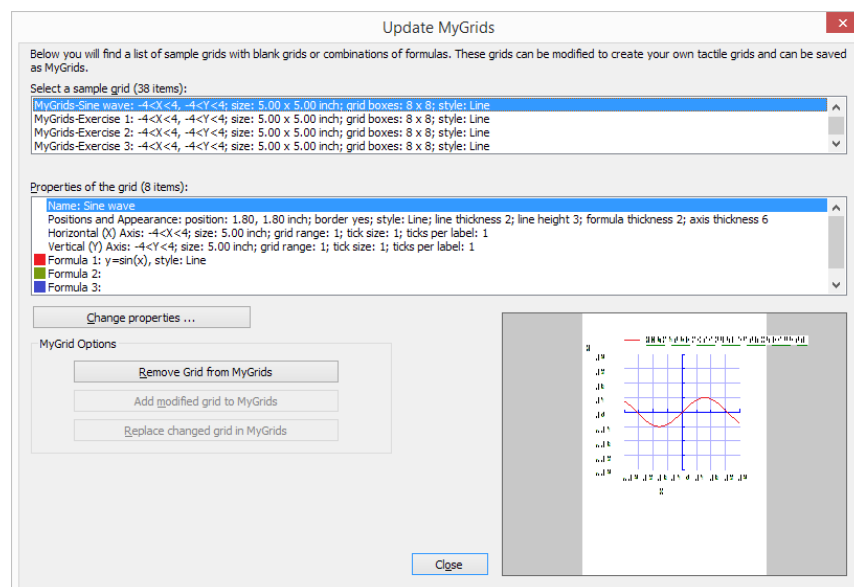 Update MyGrids
Below you will find a list of sample grids with blank grids or combinations of formulas. These grids can be modified to create your own tactile grids and can be saved
as MyGrids.
Select a sample grid (38 items):
MyGrids-Sine wave: -4<X<4, -4<Y<4; size: 5.00 x 5.00 inch; grid boxes: 8 x 8; style: Line
MyGrids-Exercise 1: -4<X<4, -4<Y<4; size: 5.00 x 5.00 inch; grid boxes: 8 x 8; style: Line
MyGrids-Exercise 2: -4<X<4, -4<Y<4; size: 5.00 x 5.00 inch; grid boxes: 8 x 8; style: Line
MyGrids-Exercise 3: -4<X<4, -4<Y<4; size: 5.00 x 5.00 inch; grid boxes: 8 x 8; style: Line
Properties of the grid (8 items):
Name: Sine wave
Positions and Appearance: position: 1.80, 1.80 inch; border yes; style: Line; line thickness 2; line height 3; formula thickness 2; axis thickness 6
Horizontal (X) Axis: -4<X<4; size: 5.00 inch; grid range: 1; tick size: 1; ticks per label: 1
Vertical (Y) Axis: -4<Y<4; size: 5.00 inch; grid range: 1; tick size: 1; ticks per label: 1
Formula 1: y=sin(x), style: Line
Formula 2:
Formula 3:
Change properties ...
MyGrid Options
Remove Grid from MyGrids
Add modified grid to MyGrids
Replace changed grid in MyGrids
Close